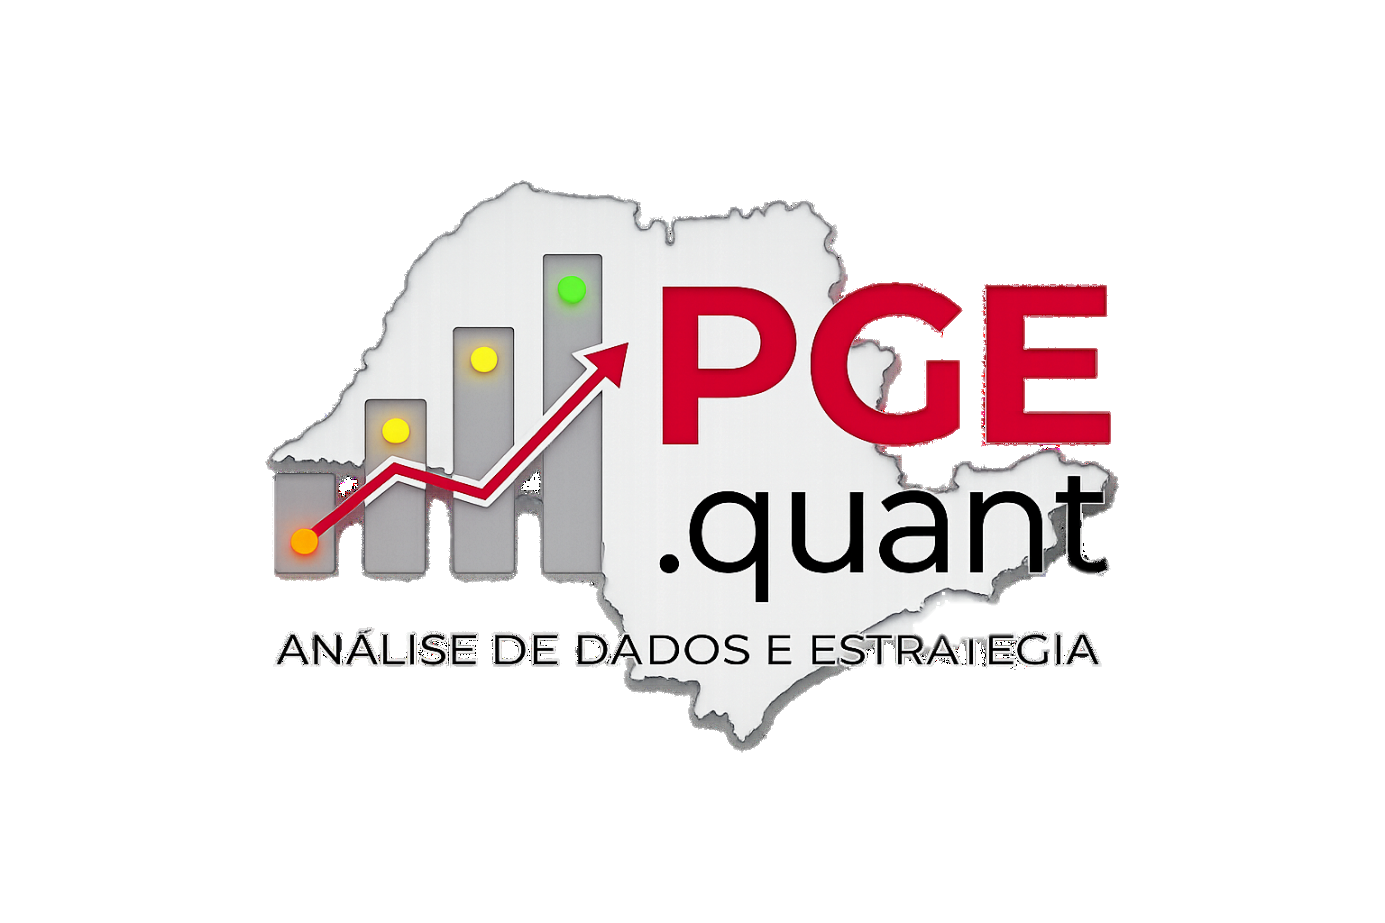 PGE
.quant
ANÁLISE DE DADOS E ESTRATEGIA